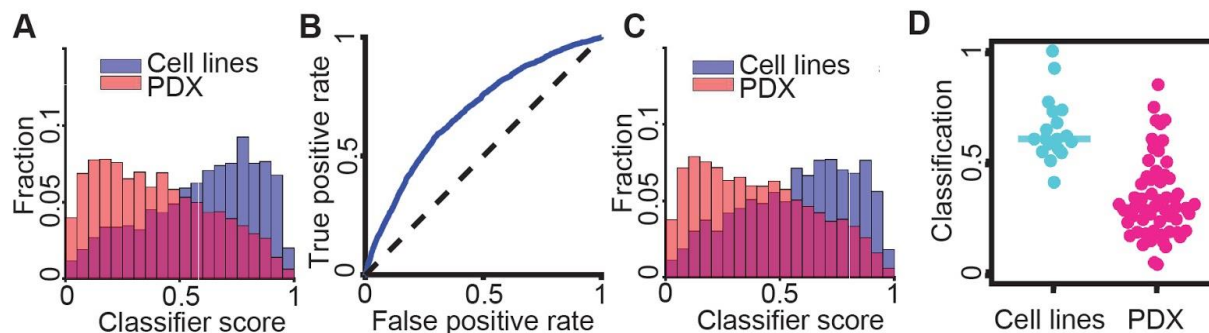 A
Fraction
0.1
0.05
0
Cell lines
PDX
0
0.5
1
Classifier score
B
True positive rate
1
0.5
0
0
0.5
1
False positive rate
C
Fraction
0.1
0.05
0
Cell lines
PDX
0
0.5
1
Classifier score
D
Classification
1
0.5
0
Cell lines
PDX